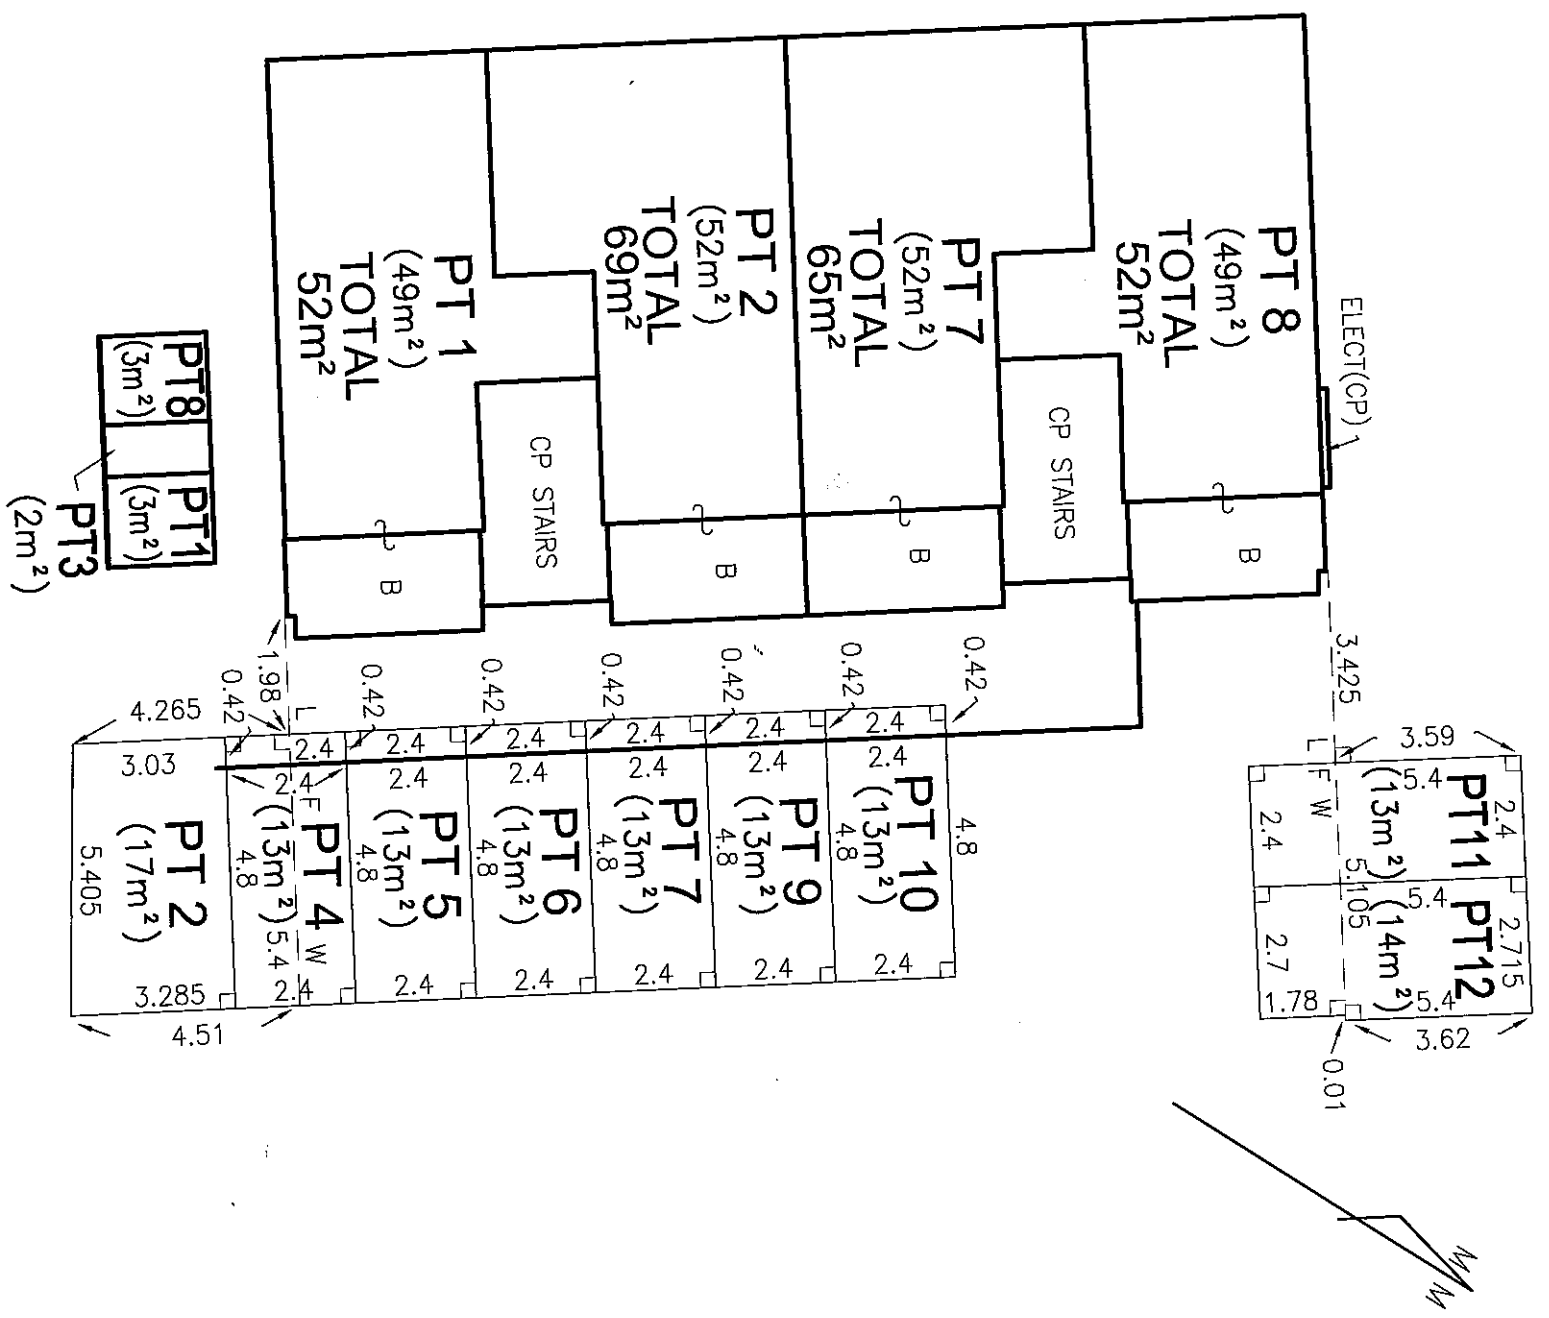 PT 1
(49m²)
TOTAL
52m²
PT 2
(52m²)
TOTAL
69m²
PT 7
(52m²)
TOTAL
65m²
PT 8
(49m²)
TOTAL
52m²
ELECT(CP)
CP STAIRS
CP STAIRS
B
B
B
B
PT8
(3m²)
PT1
(3m²)
PT3
(2m²)
1.98
L
3.425
L
4.265
0.42
0.42
0.42
0.42
0.42
0.42
0.42
3.03
2.4
2.4
2.4
2.4
2.4
2.4
2.4
2.4
2.4
2.4
2.4
2.4
F
PT 2
(17m²)
5.405
PT 4
(13m²)
4.8
5.4
W
PT 5
(13m²)
4.8
PT 6
(13m²)
4.8
PT 7
(13m²)
4.8
PT 9
(13m²)
4.8
PT 10
(13m²)
4.8
4.8
3.285
2.4
2.4
2.4
2.4
2.4
2.4
4.51
3.59
5.4
PT11
(13m²)
2.4
F
W
2.4
5.105
5.4
PT12
(14m²)
2.715
2.7
1.78
5.4
3.62
0.01
M
M